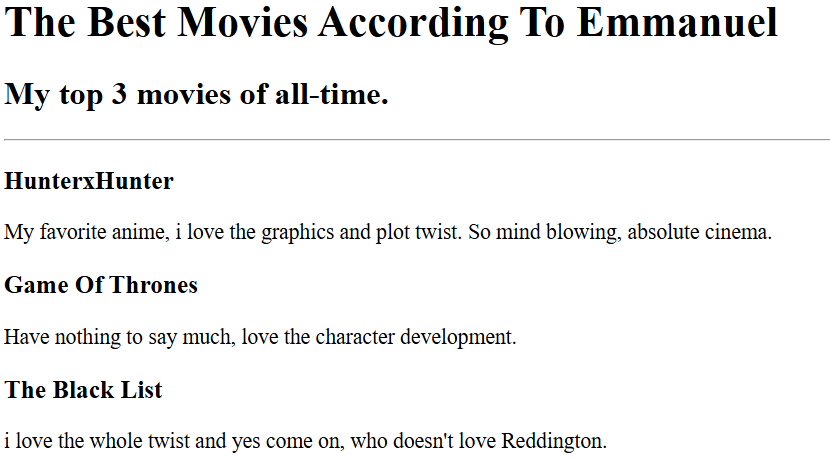 The Best Movies According To Emmanuel
My top 3 movies of all-time.
HunterxHunter
My favorite anime, i love the graphics and plot twist. So mind blowing, absolute cinema.
Game Of Thrones
Have nothing to say much, love the character development.
The Black List
i love the whole twist and yes come on, who doesn't love Reddington.